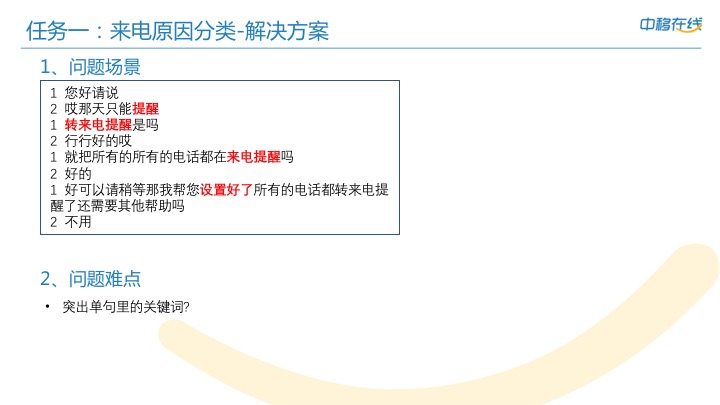 任务一：来电原因分类-解决方案
中移在线
1、问题场景
1 您好请说
2 哎那天只能提醒
1 转来电提醒是吗
2 行行好的哎
1 就把所有的所有的电话都在来电提醒吗
2 好的
1 好可以请稍等那我帮您设置好了所有的电话都转来电提
醒了还需要其他帮助吗
2 不用
2、问题难点
• 突出单句里的关键词?